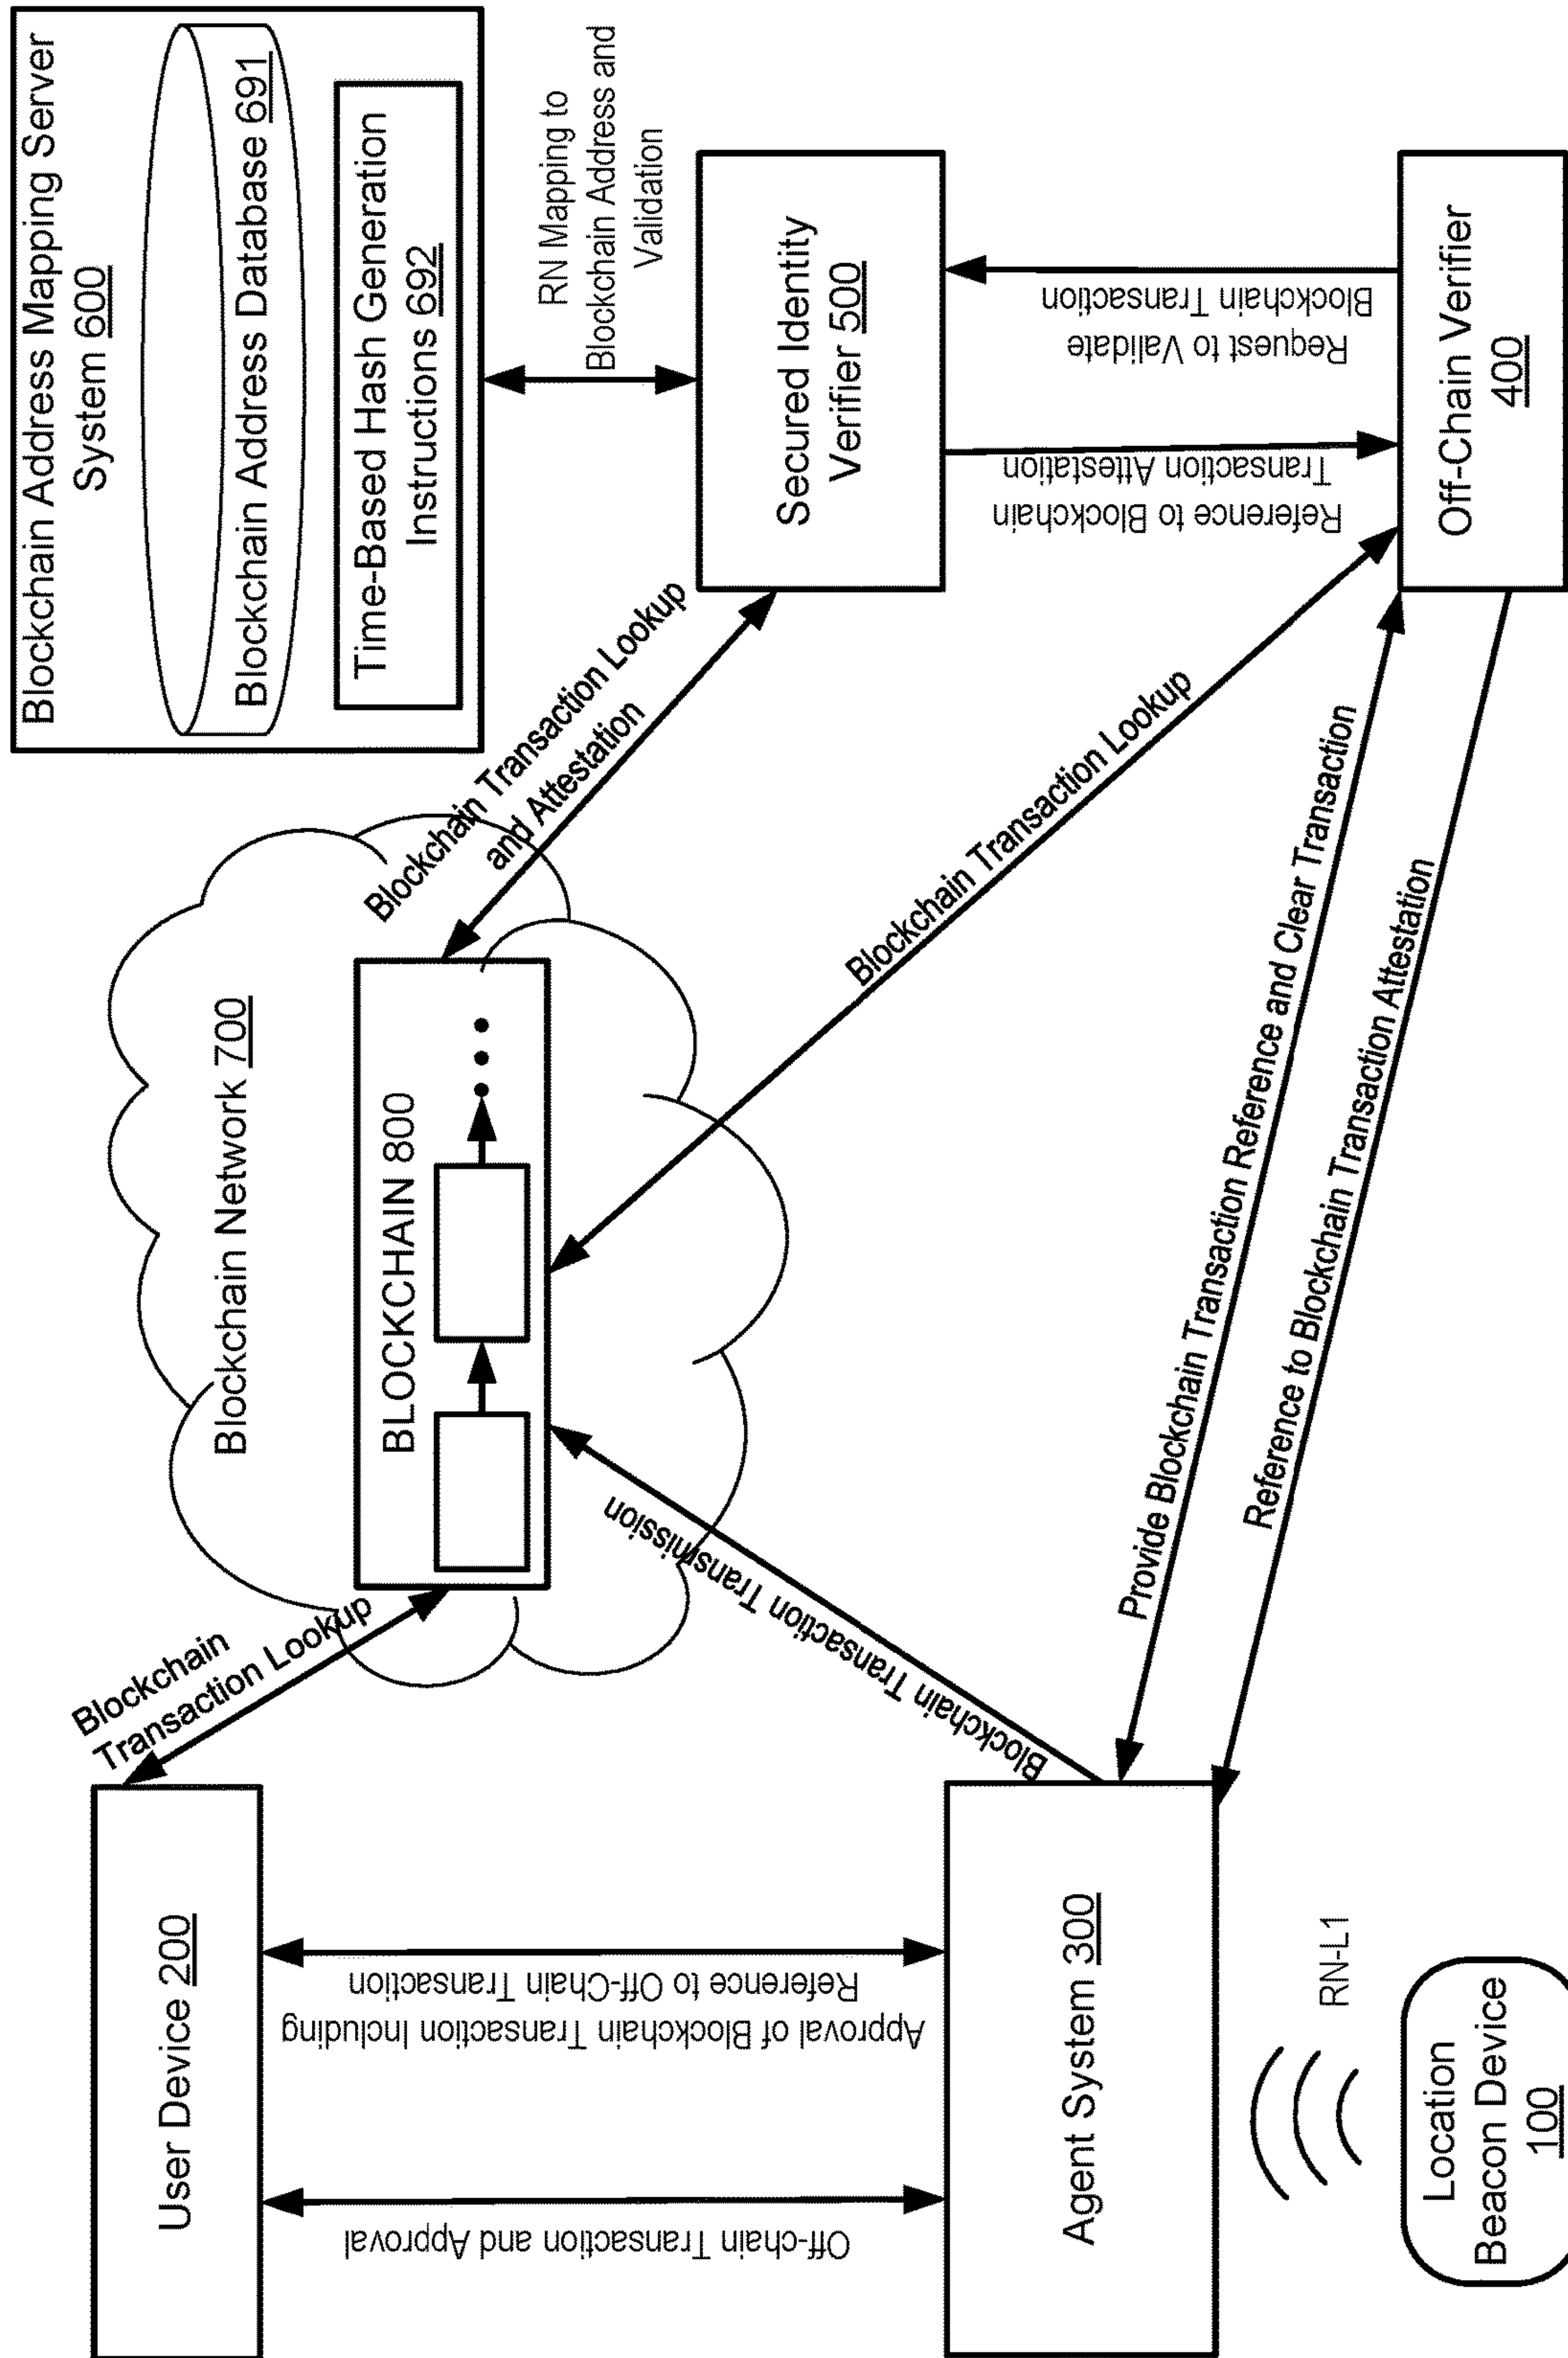 User Device 200
Blockchain
Transaction Lookup
Blockchain Network 700
BLOCKCHAIN 800
Blockchain Address Mapping Server
System 600
Blockchain Address Database 691
Time-Based Hash Generation
Instructions 692
RN Mapping to
Blockchain Address and
Validation
Blockchain Transaction Lookup
and Attestation
Secured Identity
Verifier 500
Off-chain Transaction and Approval
Approval of Blockchain Transaction Including
Reference to Off-Chain Transaction
Blockchain Transaction Transmission
Blockchain Transaction Lookup
Reference to Blockchain
Transaction Attestation
Request to Validate
Blockchain Transaction
Agent System 300
Provide Blockchain Transaction Reference and Clear Transaction
Reference to Blockchain Transaction Attestation
Off-Chain Verifier
400
RN-L1
Location
Beacon Device
100